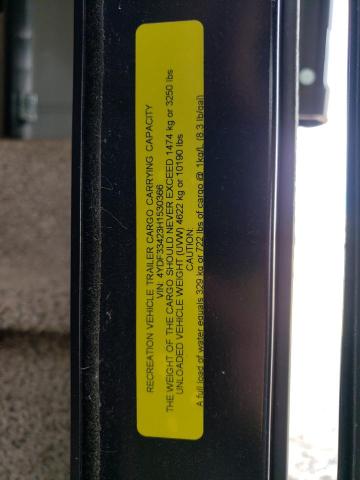 RECREATION VEHICLE TRAILER CARGO CARRYING CAPACITY
VIN: 4YDF33423H1530366
THE WEIGHT OF THE CARGO SHOULD NEVER EXCEED 1474 kg or 3250 lbs
UNLOADED VEHICLE WEIGHT (UVW) 4622 kg or 10190 lbs
CAUTION:
A full load of water equals 329 kg or 722 lbs of cargo @ 1kg/L (8.3 lb/gal)